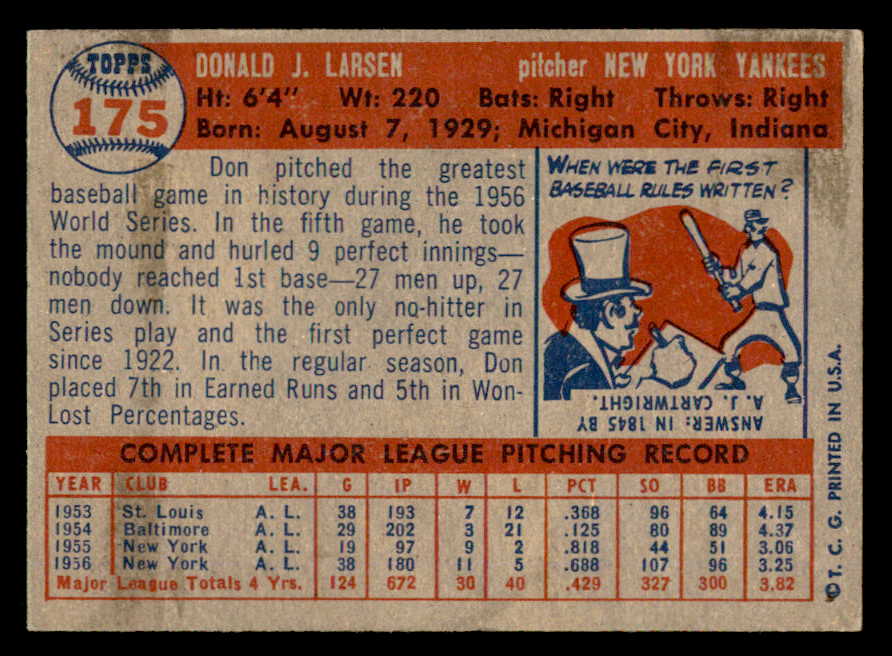 TOPPS
175
DONALD J. LARSEN pitcher NEW YORK YANKEES
Ht: 6'4" Wt: 220 Bats: Right Throws: Right
Born: August 7, 1929; Michigan City, Indiana
Don pitched the greatest
baseball game in history during the 1956
World Series. In the fifth game, he took
the mound and hurled 9 perfect innings—
nobody reached 1st base—27 men up, 27
men down. It was the only no-hitter in
Series play and the first perfect game
since 1922. In the regular season, Don
placed 7th in Earned Runs and 5th in Won-
Lost Percentages.
WHEN WERE THE FIRST
BASEBALL RULES WRITTEN?
ANSWER: IN 1845 BY
A. J. CARTWRIGHT.
COMPLETE MAJOR LEAGUE PITCHING RECORD
YEAR CLUB LEA. G IP W L PCT SO BB ERA
1953 St. Louis A. L. 38 193 7 12 .368 96 64 4.15
1954 Baltimore A. L. 29 202 3 21 .125 80 89 4.37
1955 New York A. L. 19 97 9 2 .818 44 51 3.06
1956 New York A. L. 38 180 11 5 .688 107 96 3.25
Major League Totals 4 Yrs. 124 672 30 40 .429 327 300 3.82
©T. C. G. PRINTED IN U.S.A.